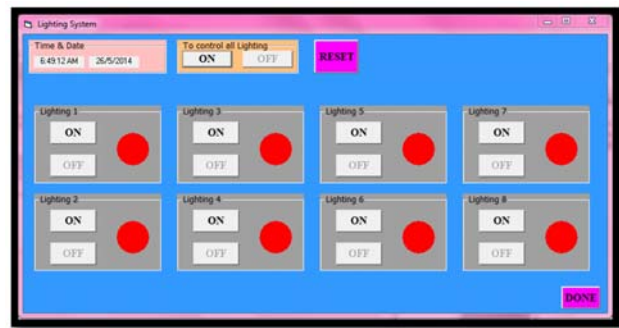 Lighting System
Time & Date
To control all Lighting
6:49:12 AM
26/5/2014
ON
OFF
RESET
Lighting 1
Lighting 3
Lighting 5
Lighting 7
ON
ON
ON
ON
OFF
OFF
OFF
OFF
Lighting 2
Lighting 4
Lighting 6
Lighting 8
ON
ON
ON
ON
OFF
OFF
OFF
OFF
DONE